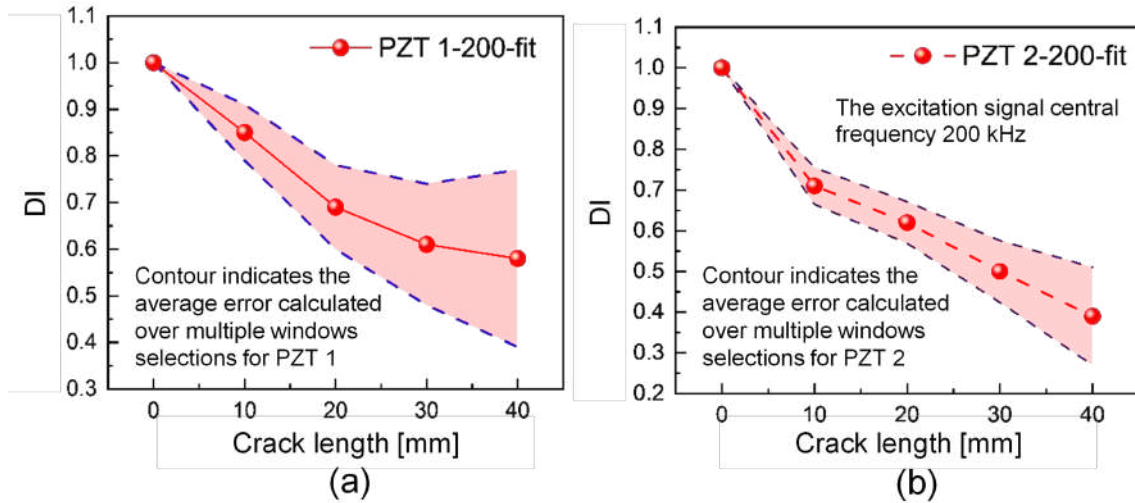 1.1
1.0
0.9
0.8
0.7
0.6
0.5
0.4
0.3
DI
PZT 1-200-fit
Contour indicates the
average error calculated
over multiple windows
selections for PZT 1
0 10 20 30 40
Crack length [mm]
(a)
1.1
1.0
0.9
0.8
0.7
0.6
0.5
0.4
0.3
0.2
DI
PZT 2-200-fit
The excitation signal central
frequency 200 kHz
Contour indicates the
average error calculated
over multiple windows
selections for PZT 2
0 10 20 30 40
Crack length [mm]
(b)